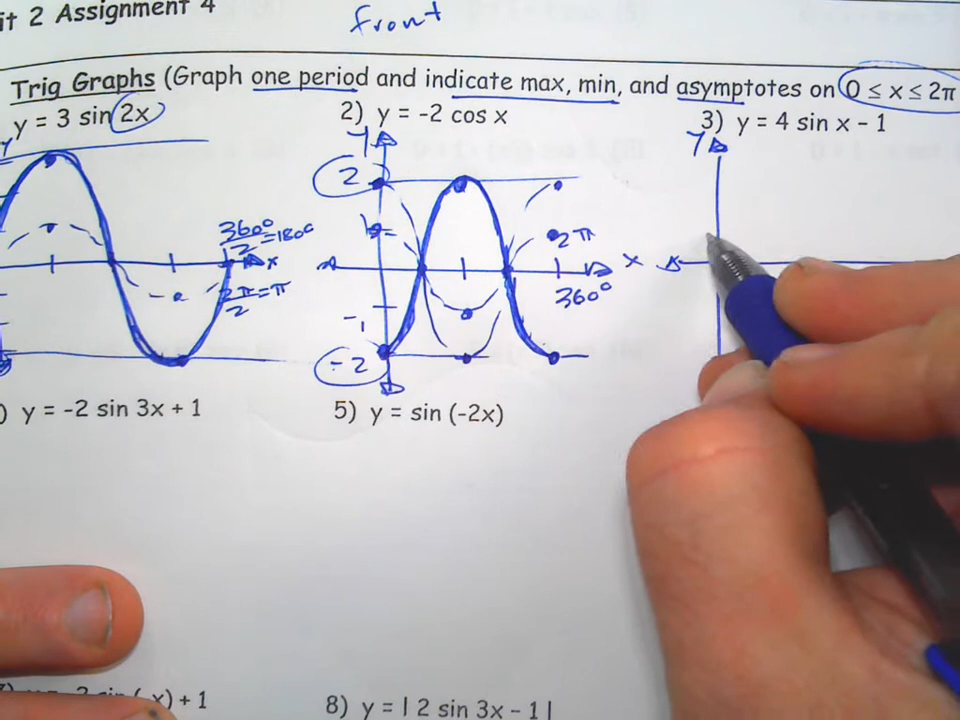 it 2 Assignment 4
front
Trig Graphs (Graph one period and indicate max, min, and asymptotes on 0 ≤ x ≤ 2π
y = 3 sin 2x
2) y = -2 cos x
3) y = 4 sin x - 1
y
y
y
2
360°/2 = 180°
x
2π/2 = π
1
2π
x
360°
-1
-2
) y = -2 sin 3x + 1
5) y = sin (-2x)
x) + 1
8) y = | 2 sin 3x - 1 |